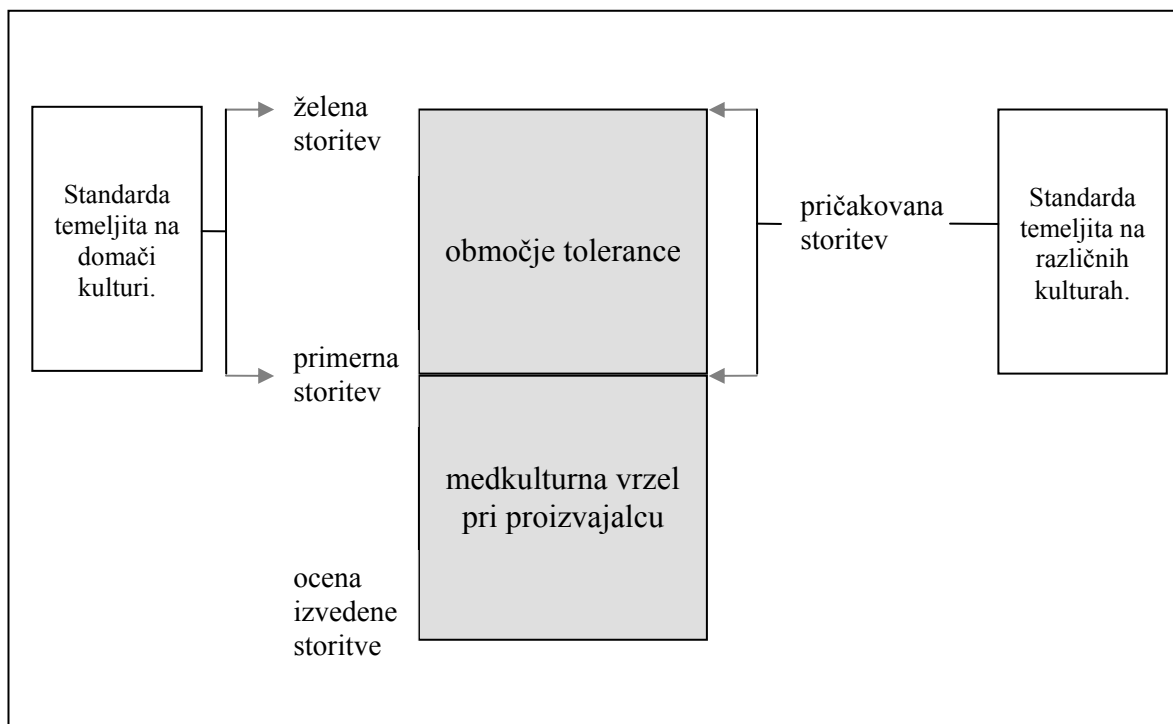 Standarda
temeljita na
domači
kulturi.
želena
storitev
primerna
storitev
ocena
izvedene
storitve
območje tolerance
medkulturna vrzel
pri proizvajalcu
pričakovana
storitev
Standarda
temeljita na
različnih
kulturah.